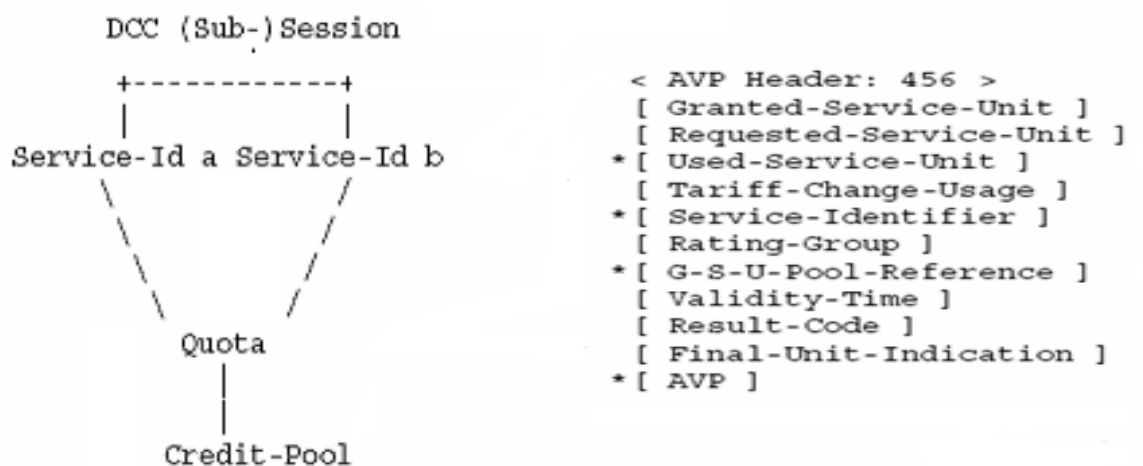 DCC (Sub-)Session
+-------------+
|             |
Service-Id a Service-Id b
\             /
\           /
\         /
\       /
Quota
|
|
Credit-Pool
< AVP Header: 456 >
[ Granted-Service-Unit ]
[ Requested-Service-Unit ]
*[ Used-Service-Unit ]
[ Tariff-Change-Usage ]
*[ Service-Identifier ]
[ Rating-Group ]
*[ G-S-U-Pool-Reference ]
[ Validity-Time ]
[ Result-Code ]
[ Final-Unit-Indication ]
*[ AVP ]